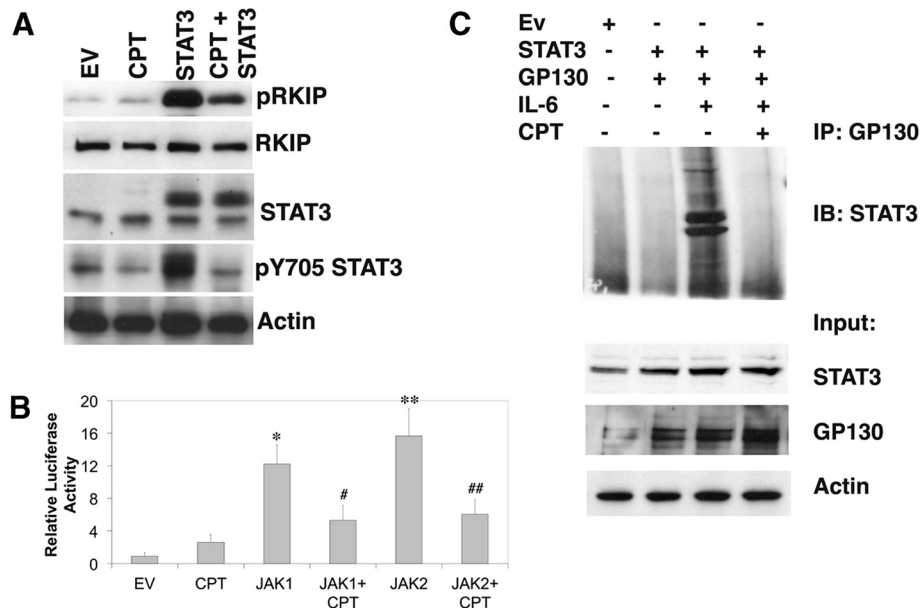 A
EV
CPT
STAT3
CPT +
STAT3
pRKIP
RKIP
STAT3
pY705 STAT3
Actin
B
Relative Luciferase
Activity
20
16
12
8
4
0
*
#
**
##
EV
CPT
JAK1
JAK1+
CPT
JAK2
JAK2+
CPT
C
Ev + - - -
STAT3 - + + +
GP130 - + + +
IL-6 - - + +
CPT - - - +
IP: GP130
IB: STAT3
Input:
STAT3
GP130
Actin